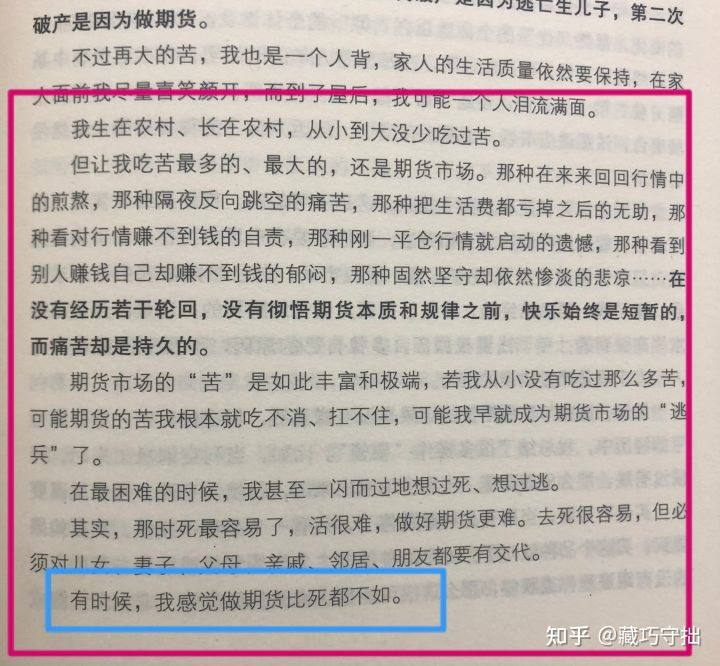 是因为逃亡生儿子，第二次
破产是因为做期货。
不过再大的苦，我也是一个人背，家人的生活质量依然要保持，在家
人面前我尽量喜笑颜开，而到了屋后，我可能一个人泪流满面。
我生在农村、长在农村，从小到大没少吃过苦。
但让我吃苦最多的、最大的，还是期货市场。那种在来来回回行情中
的煎熬，那种隔夜反向跳空的痛苦，那种把生活费都亏掉之后的无助，那
种看对行情赚不到钱的自责，那种刚一平仓行情就启动的遗憾，那种看到
别人赚钱自己却赚不到钱的郁闷，那种固然坚守却依然惨淡的悲凉……在
没有经历若干轮回，没有彻悟期货本质和规律之前，快乐始终是短暂的，
而痛苦却是持久的。
期货市场的“苦”是如此丰富和极端，若我从小没有吃过那么多苦，
可能期货的苦我根本就吃不消、扛不住，可能我早就成为期货市场的“逃
兵”了。
在最困难的时候，我甚至一闪而过地想过死、想过逃。
其实，那时死最容易了，活很难，做好期货更难。去死很容易，但必
须对儿女、妻子、父母、亲戚、邻居、朋友都要有交代。
有时候，我感觉做期货比死都不如。
知乎 @藏巧守拙